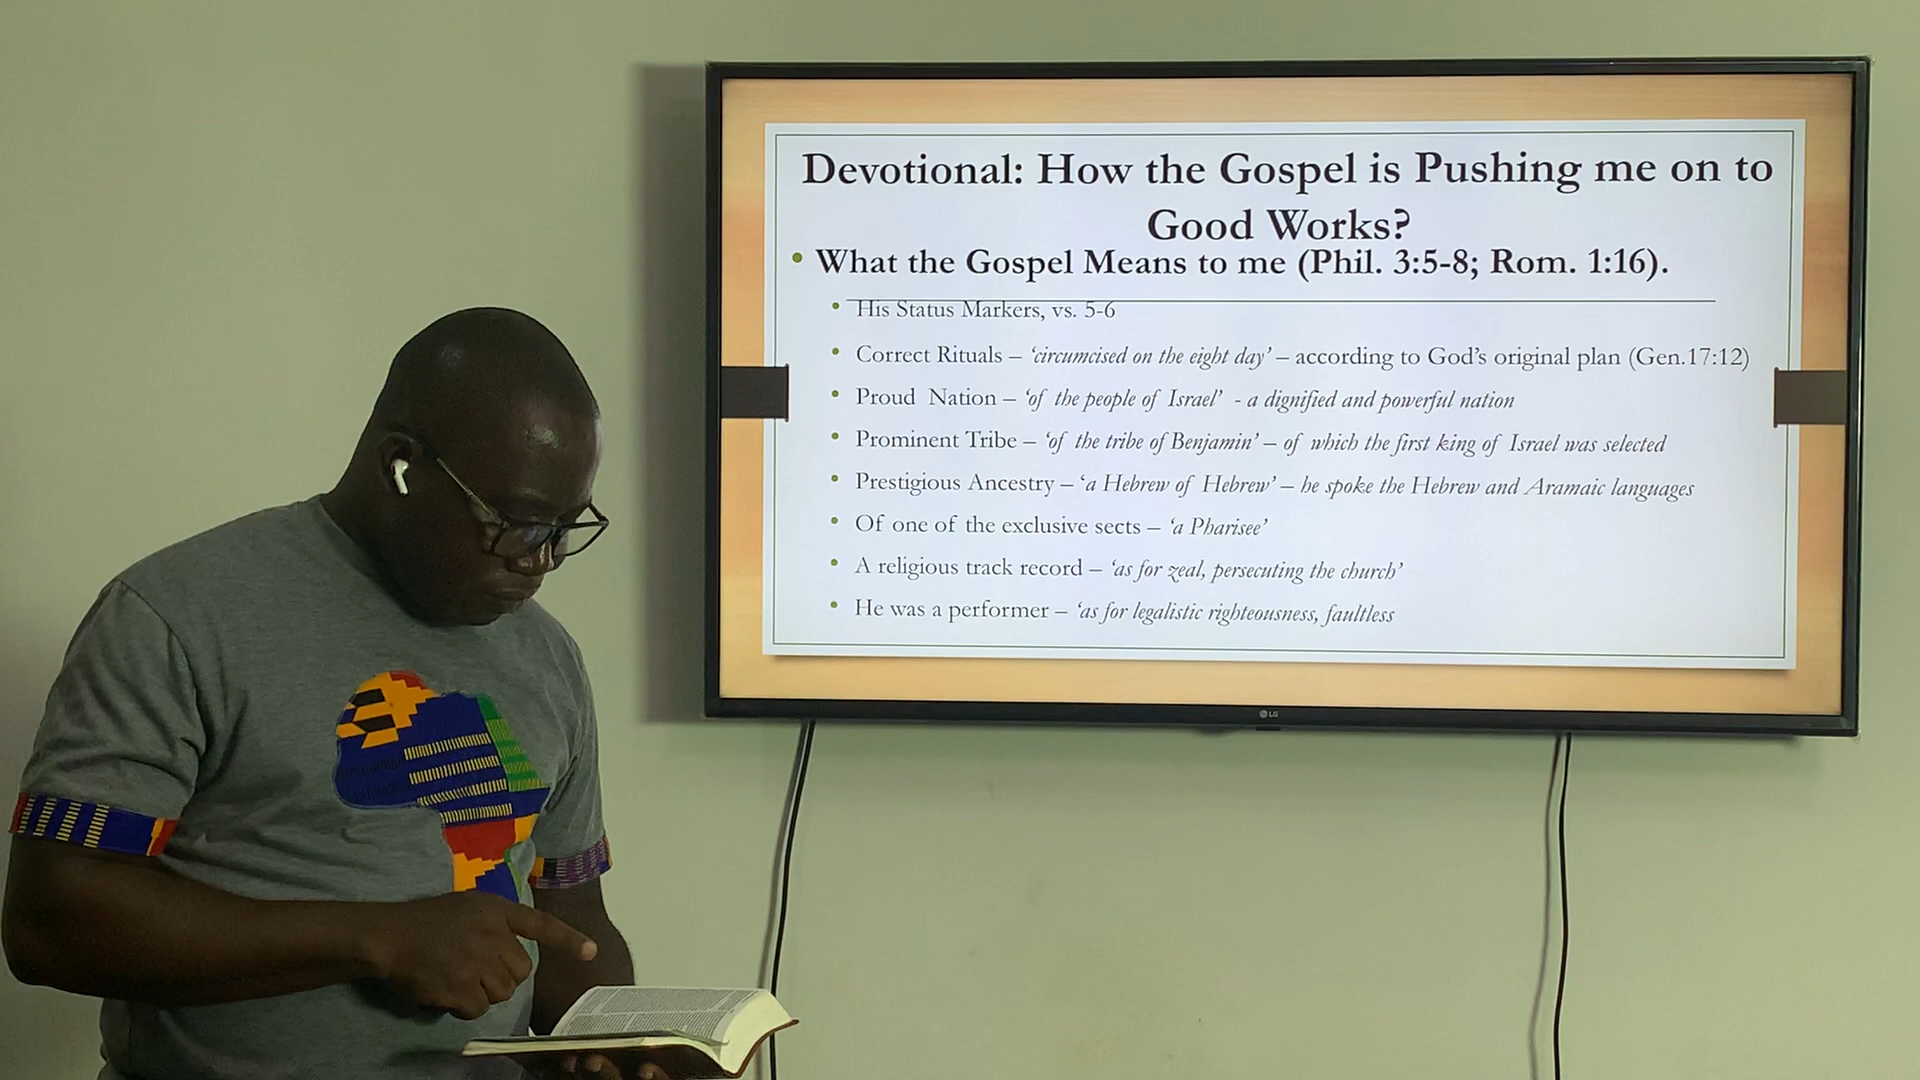 Devotional: How the Gospel is Pushing me on to
Good Works?
• What the Gospel Means to me (Phil. 3:5-8; Rom. 1:16).
• His Status Markers, vs. 5-6
• Correct Rituals – ‘circumcised on the eight day’ – according to God’s original plan (Gen.17:12)
• Proud Nation – ‘of the people of Israel’ - a dignified and powerful nation
• Prominent Tribe – ‘of the tribe of Benjamin’ – of which the first king of Israel was selected
• Prestigious Ancestry – ‘a Hebrew of Hebrew’ – he spoke the Hebrew and Aramaic languages
• Of one of the exclusive sects – ‘a Pharisee’
• A religious track record – ‘as for zeal, persecuting the church’
• He was a performer – ‘as for legalistic righteousness, faultless
LG